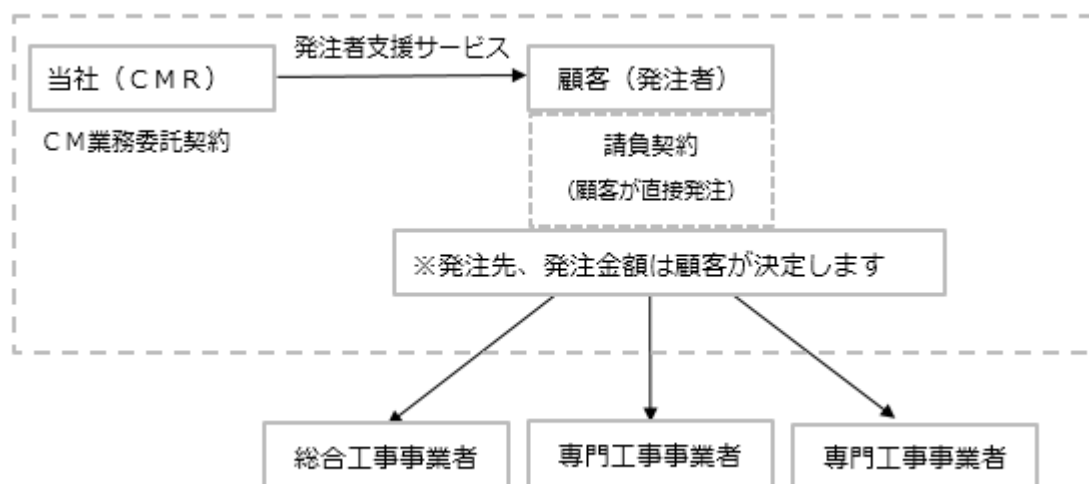 発注者支援サービス
当社（ＣＭＲ）
顧客（発注者）
ＣＭ業務委託契約
請負契約
（顧客が直接発注）
※発注先、発注金額は顧客が決定します
総合工事事業者
専門工事事業者
専門工事事業者